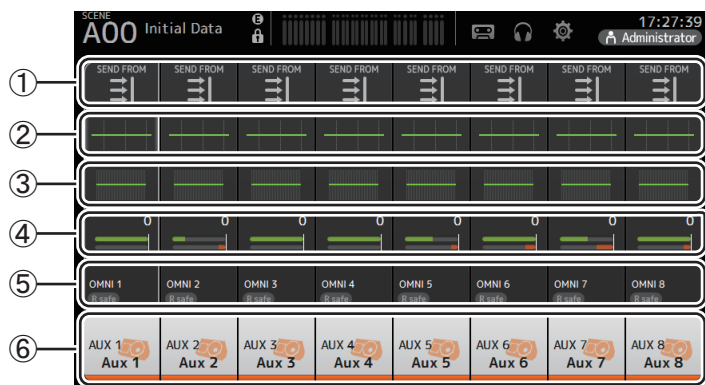 SCENE
A00 Initial Data E 17:27:39
Administrator
① SEND FROM SEND FROM SEND FROM SEND FROM SEND FROM SEND FROM SEND FROM SEND FROM
②
③
④ 0 0 0 0 0 0 0 0
⑤ OMNI 1 OMNI 2 OMNI 3 OMNI 4 OMNI 5 OMNI 6 OMNI 7 OMNI 8
R safe R safe R safe R safe R safe R safe R safe R safe
⑥ AUX 1 AUX 2 AUX 3 AUX 4 AUX 5 AUX 6 AUX 7 AUX 8
Aux 1 Aux 2 Aux 3 Aux 4 Aux 5 Aux 6 Aux 7 Aux 8